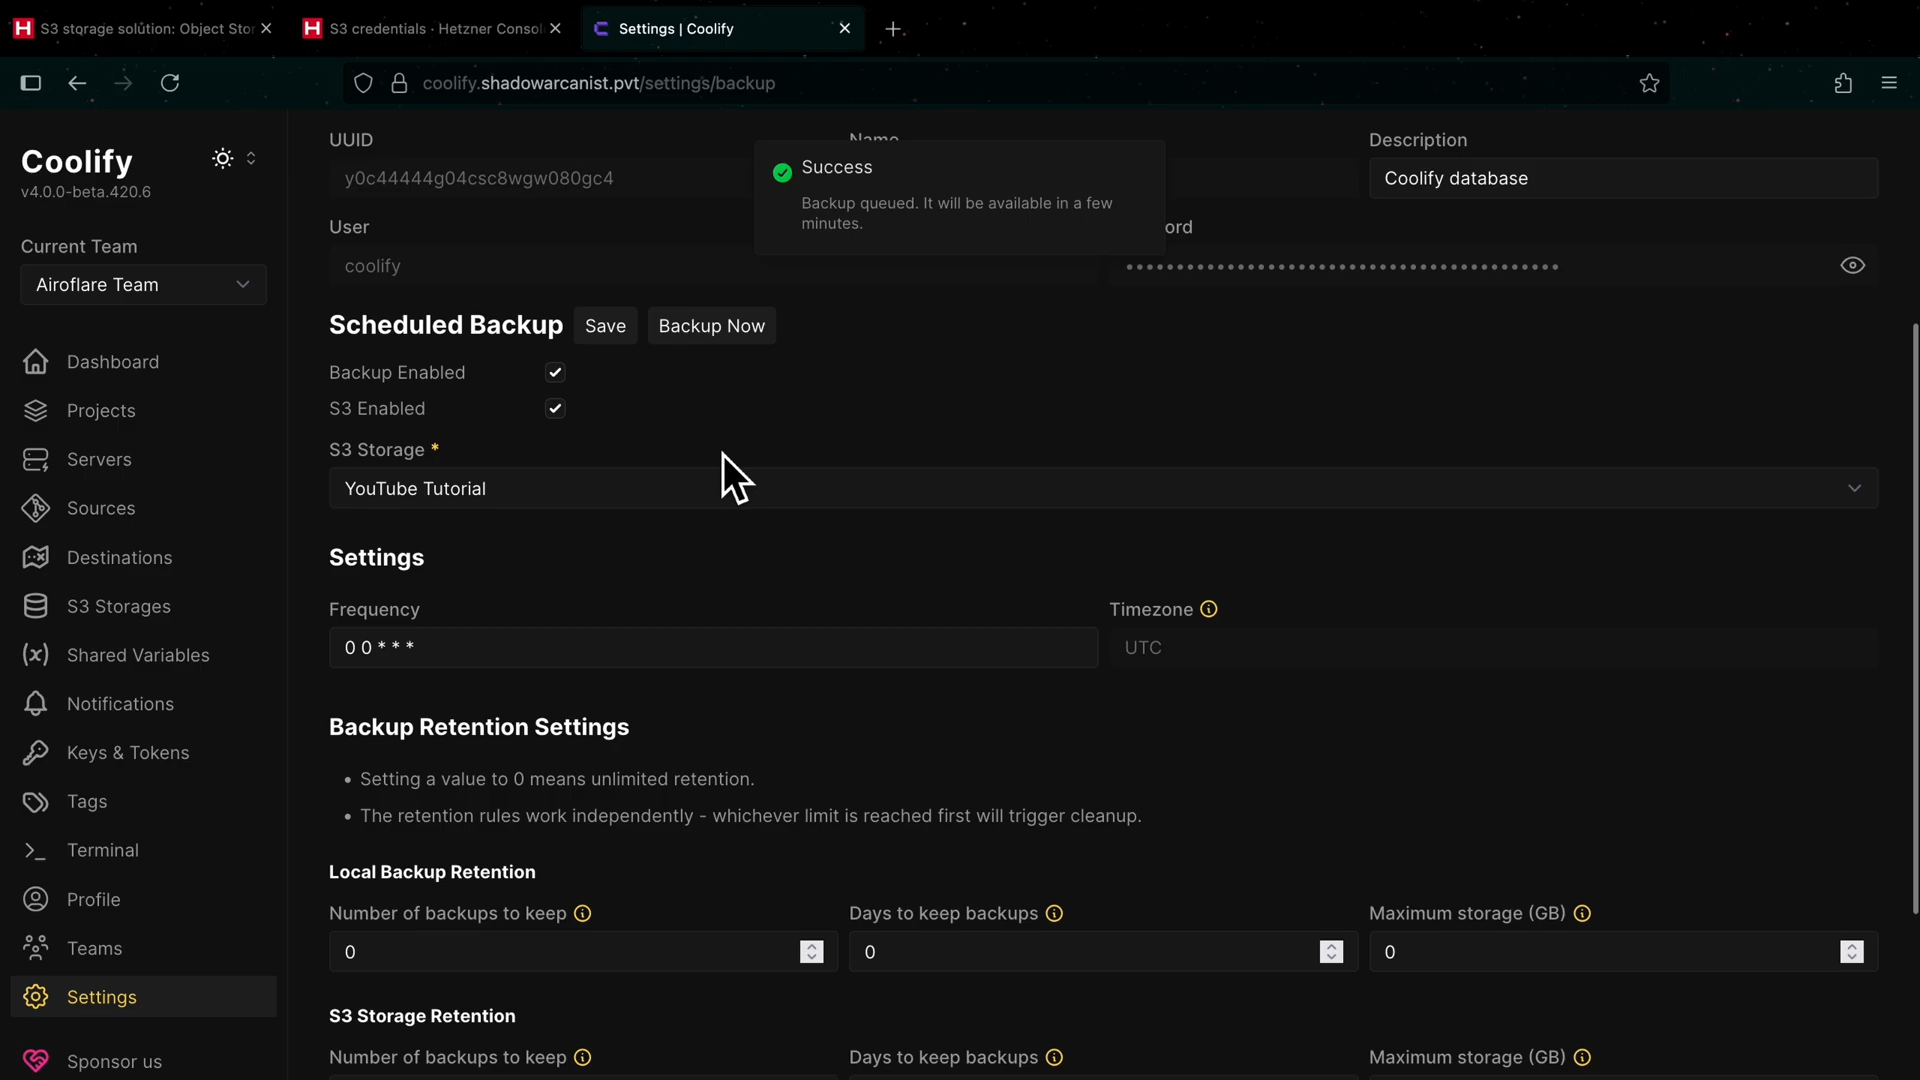 S3 storage solution: Object Stor
S3 credentials · Hetzner Consol
Settings | Coolify
coolify.shadowarcanist.pvt/settings/backup
Coolify
v4.0.0-beta.420.6
Current Team
Airoflare Team
Dashboard
Projects
Servers
Sources
Destinations
S3 Storages
Shared Variables
Notifications
Keys & Tokens
Tags
Terminal
Profile
Teams
Settings
Sponsor us
UUID
Name
Description
y0c44444g04csc8wgw080gc4
Coolify database
Success
Backup queued. It will be available in a few
minutes.
User
ord
coolify
Scheduled Backup
Save
Backup Now
Backup Enabled
S3 Enabled
S3 Storage *
YouTube Tutorial
Settings
Frequency
Timezone
0 0 * * *
UTC
Backup Retention Settings
• Setting a value to 0 means unlimited retention.
• The retention rules work independently - whichever limit is reached first will trigger cleanup.
Local Backup Retention
Number of backups to keep
Days to keep backups
Maximum storage (GB)
0
0
0
S3 Storage Retention
Number of backups to keep
Days to keep backups
Maximum storage (GB)